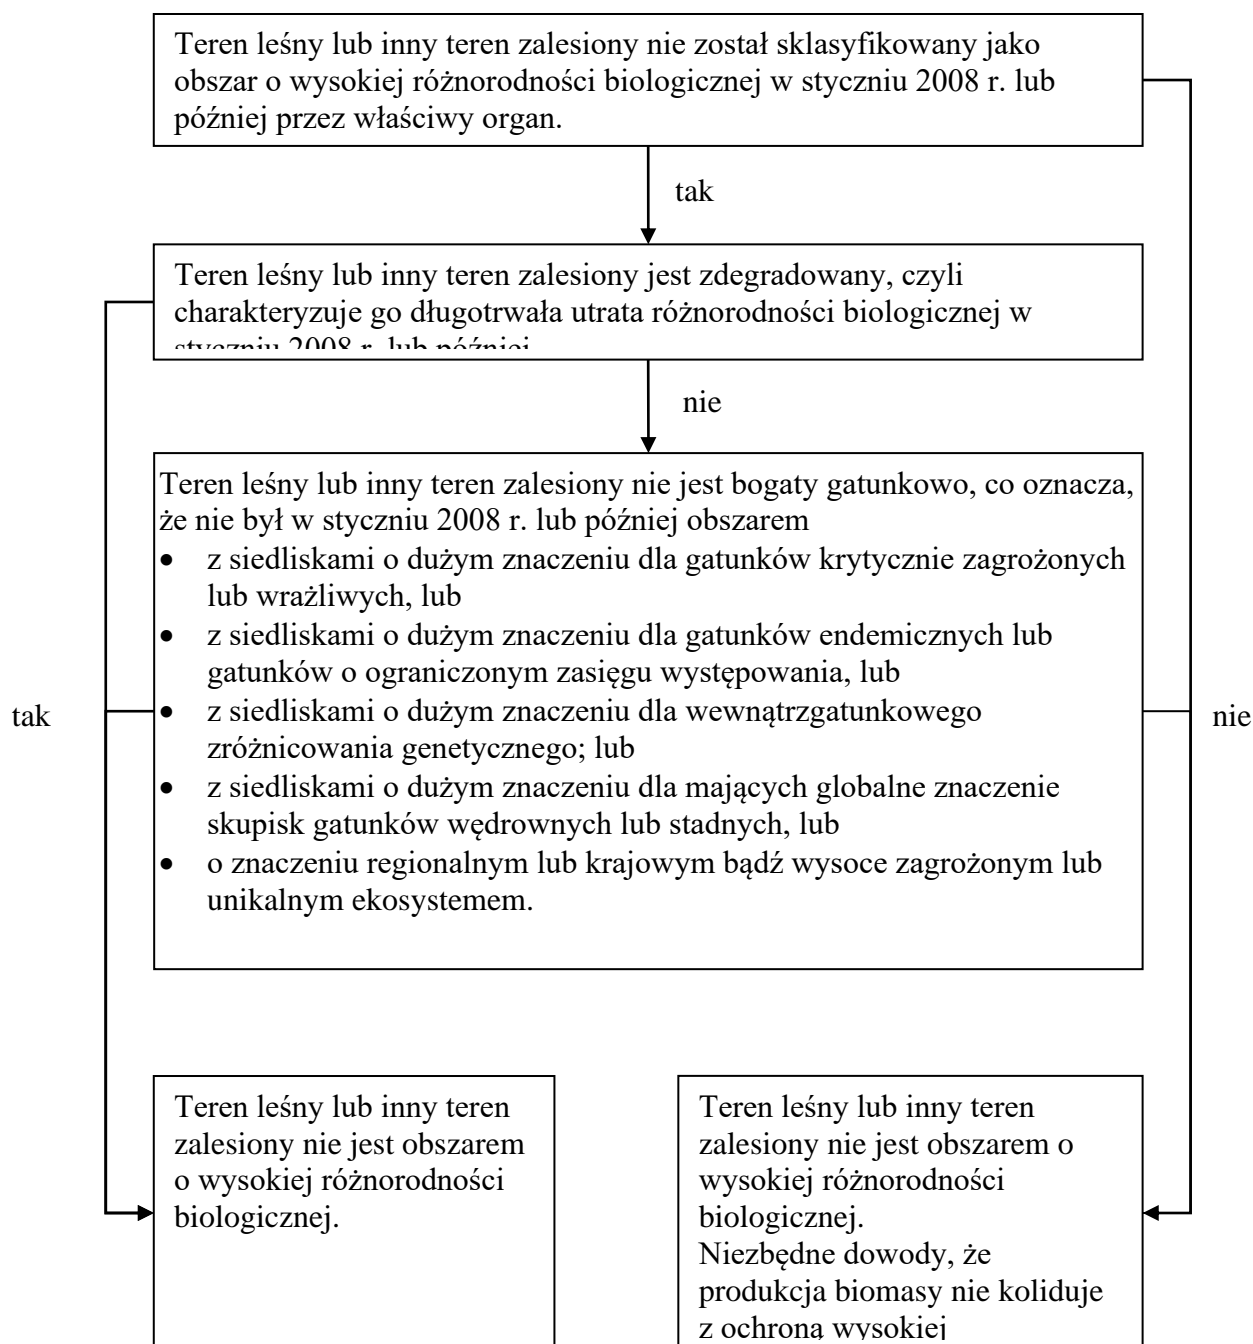 Teren leśny lub inny teren zalesiony nie został sklasyfikowany jako
obszar o wysokiej różnorodności biologicznej w styczniu 2008 r. lub
później przez właściwy organ.
tak
Teren leśny lub inny teren zalesiony jest zdegradowany, czyli
charakteryzuje go długotrwała utrata różnorodności biologicznej w
styczniu 2008 r. lub później
nie
Teren leśny lub inny teren zalesiony nie jest bogaty gatunkowo, co oznacza,
że nie był w styczniu 2008 r. lub później obszarem
• z siedliskami o dużym znaczeniu dla gatunków krytycznie zagrożonych
lub wrażliwych, lub
• z siedliskami o dużym znaczeniu dla gatunków endemicznych lub
gatunków o ograniczonym zasięgu występowania, lub
• z siedliskami o dużym znaczeniu dla wewnątrzgatunkowego
zróżnicowania genetycznego; lub
• z siedliskami o dużym znaczeniu dla mających globalne znaczenie
skupisk gatunków wędrownych lub stadnych, lub
• o znaczeniu regionalnym lub krajowym bądź wysoce zagrożonym lub
unikalnym ekosystemem.
tak
nie
Teren leśny lub inny teren
zalesiony nie jest obszarem
o wysokiej różnorodności
biologicznej.
Teren leśny lub inny teren
zalesiony nie jest obszarem o
wysokiej różnorodności
biologicznej.
Niezbędne dowody, że
produkcja biomasy nie koliduje
z ochroną wysokiej